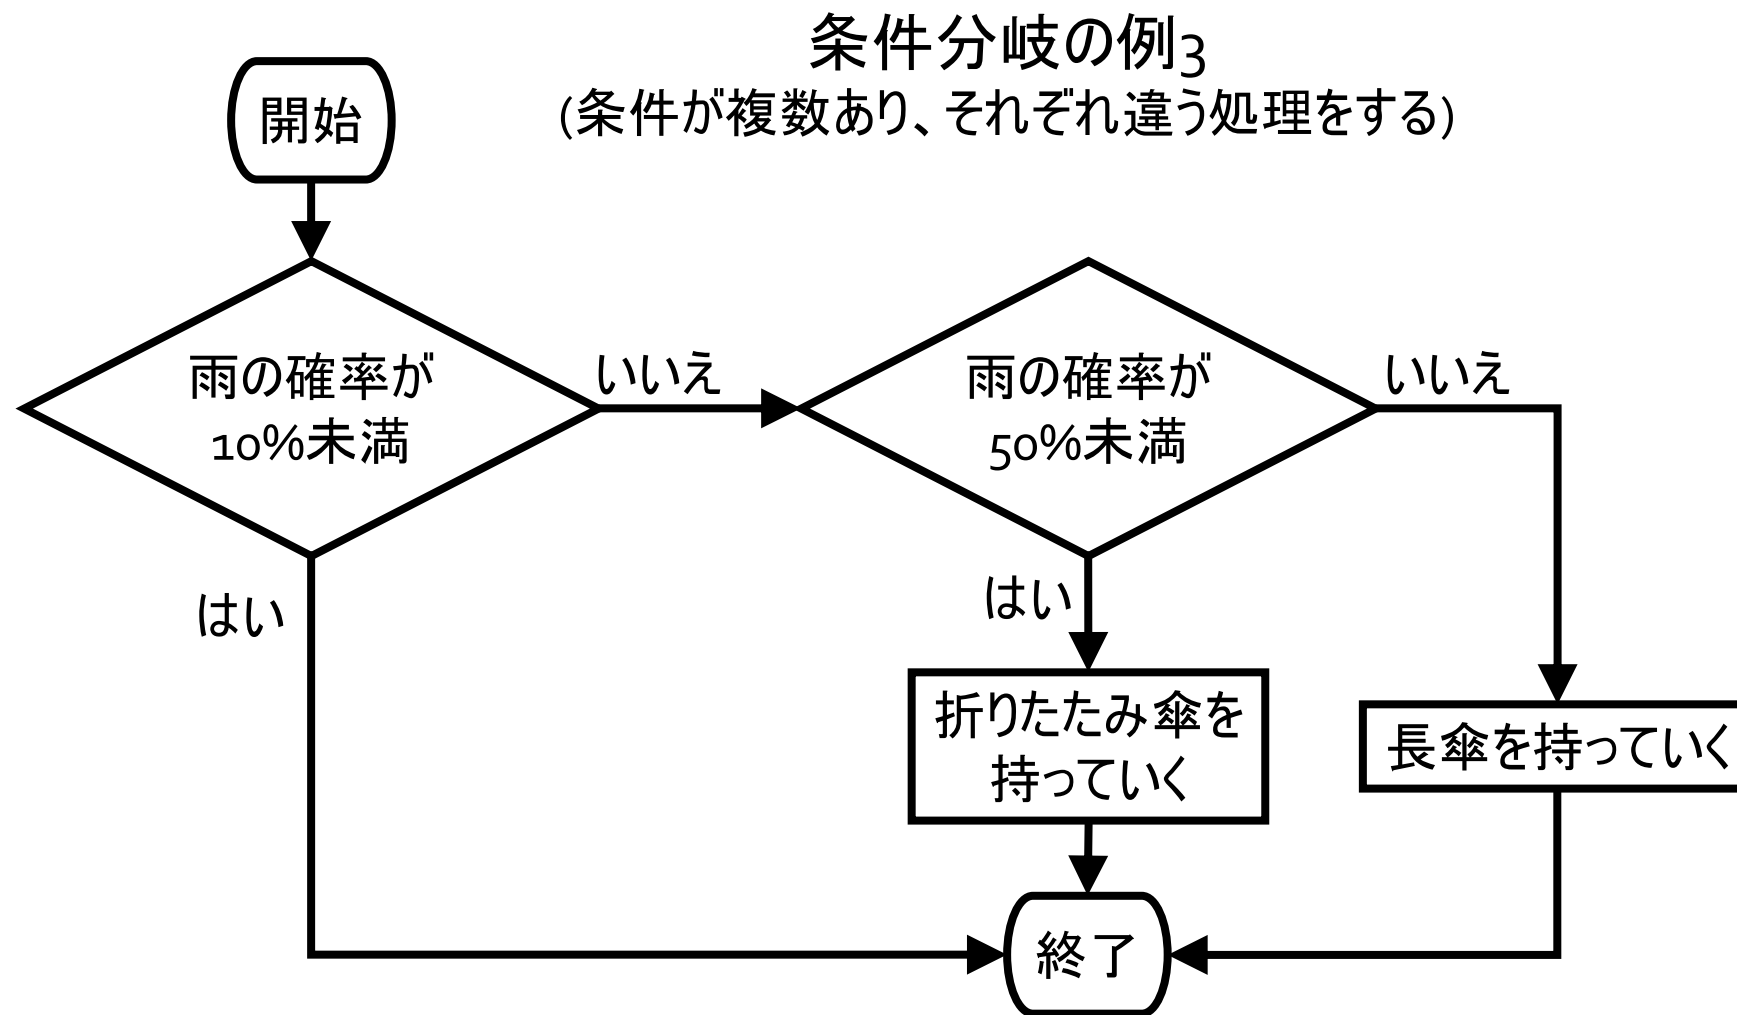 条件分岐の例3
(条件が複数あり、それぞれ違う処理をする)
開始
雨の確率が
10%未満
いいえ
はい
雨の確率が
50%未満
いいえ
はい
折りたたみ傘を
持っていく
長傘を持っていく
終了